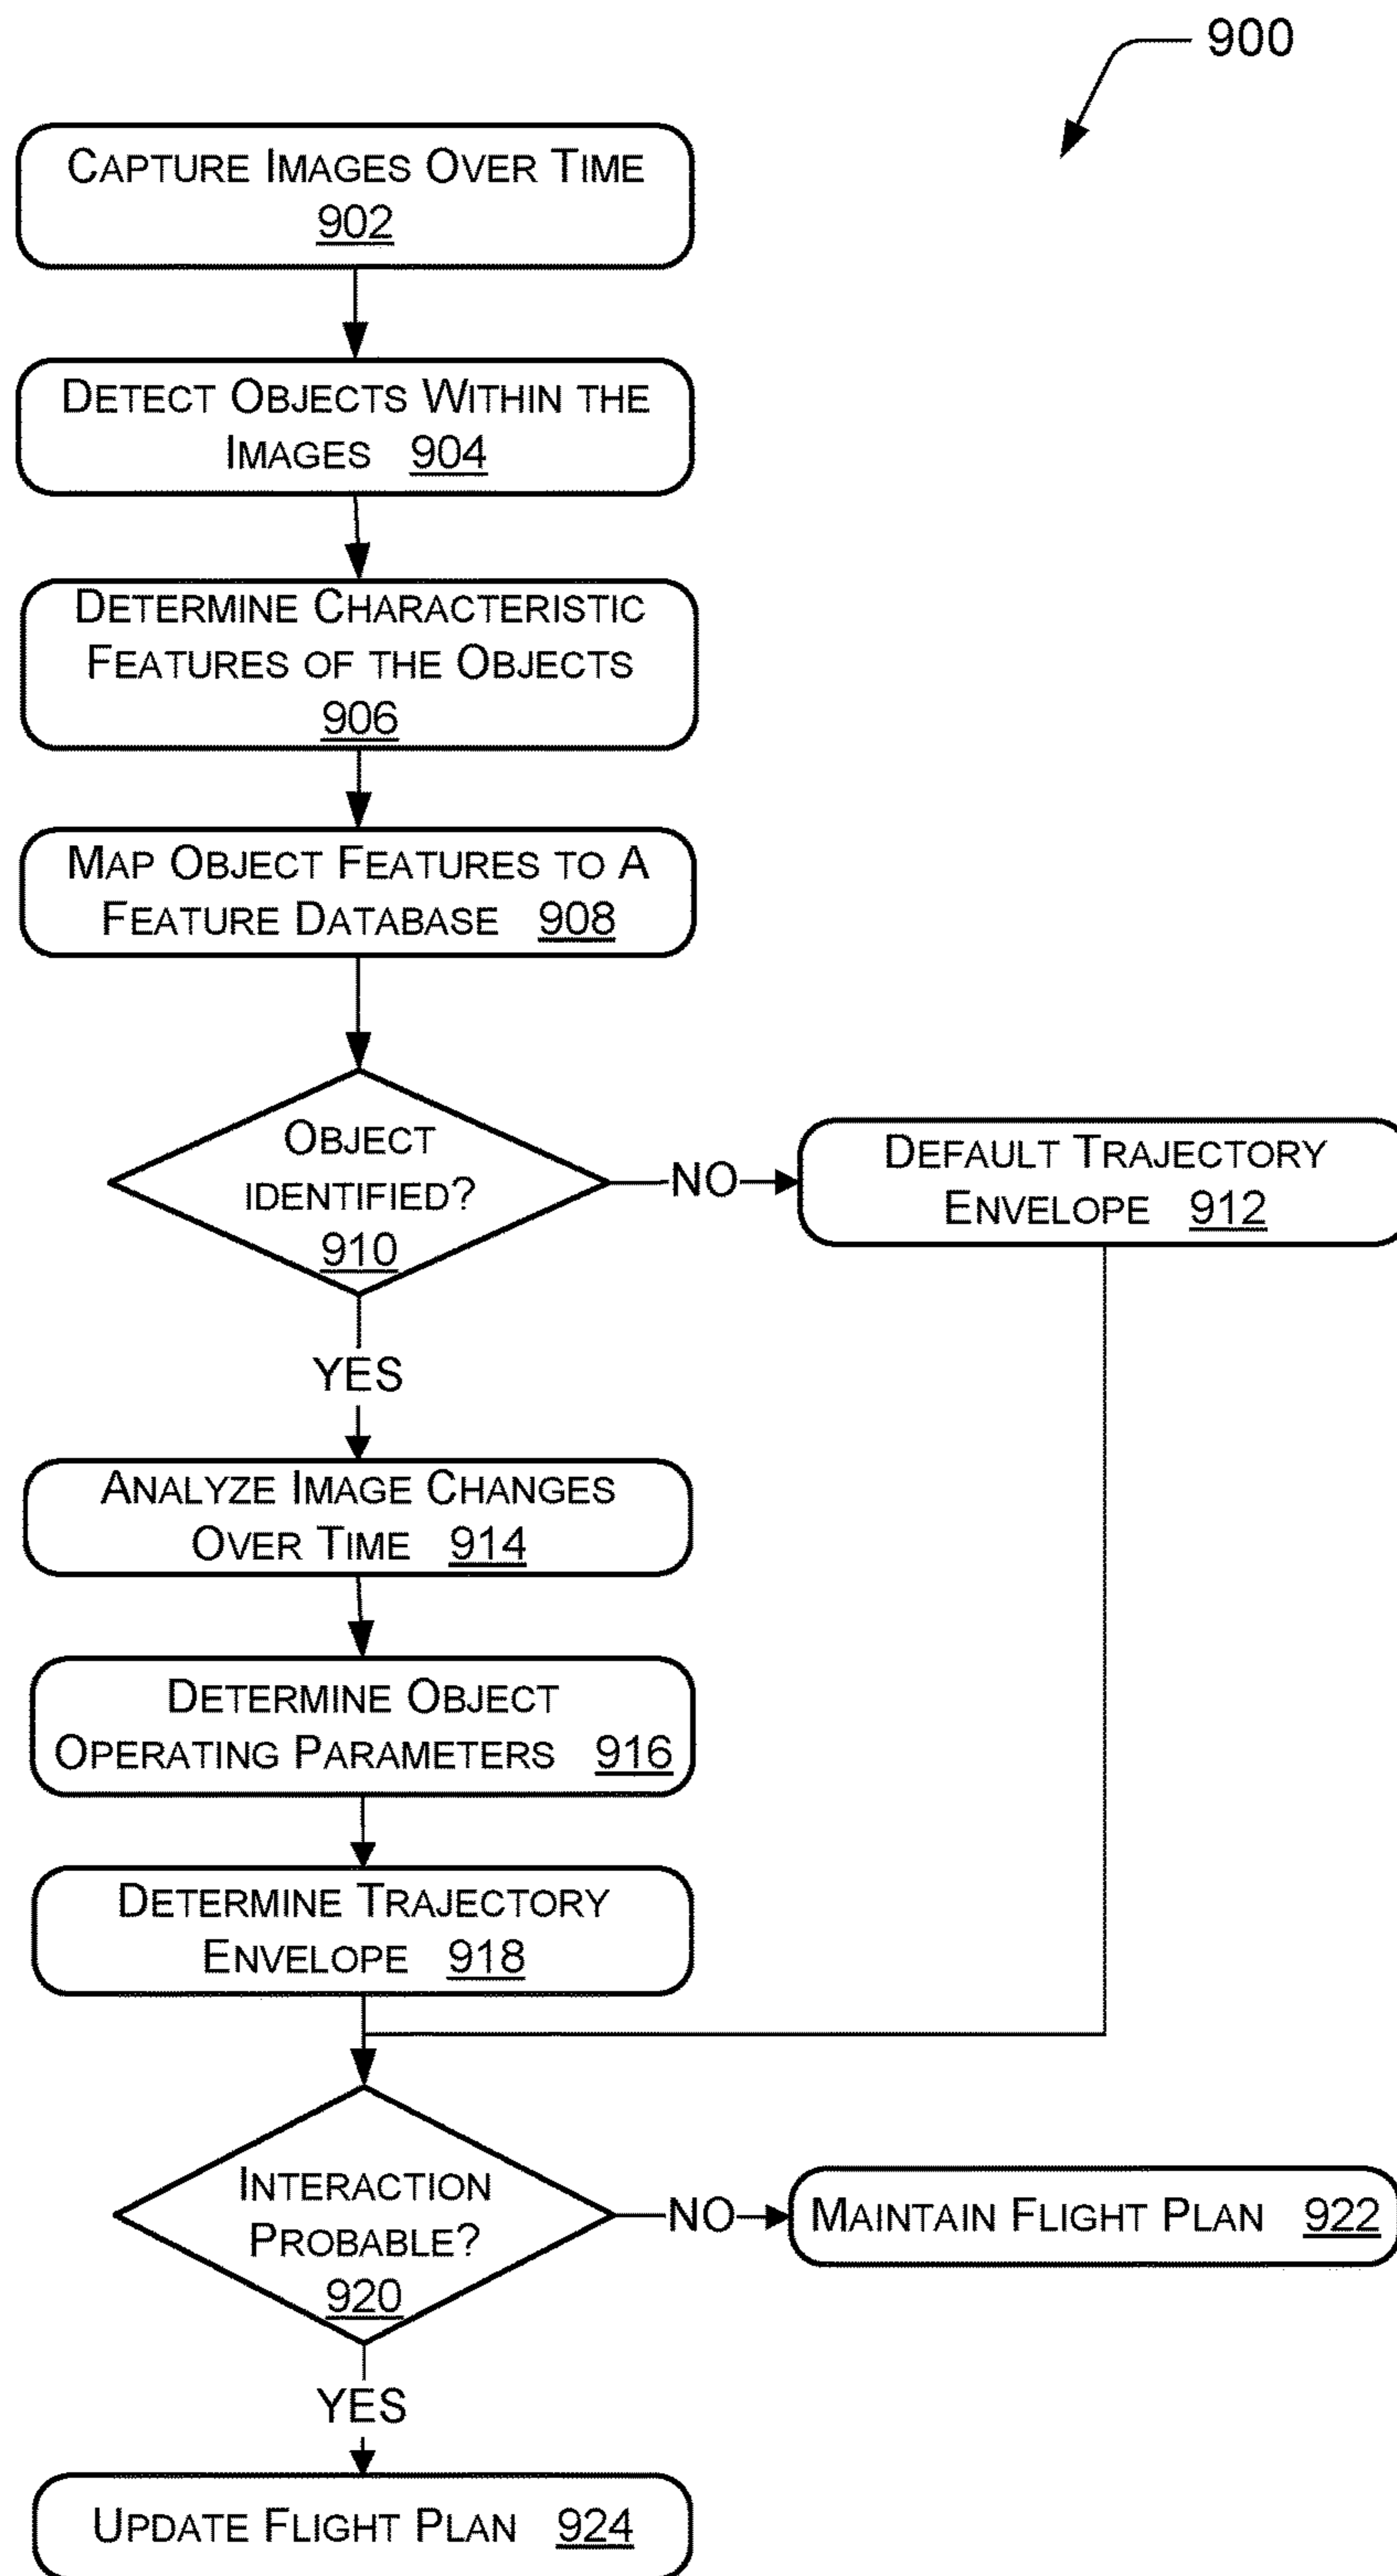 900
CAPTURE IMAGES OVER TIME
902
DETECT OBJECTS WITHIN THE
IMAGES 904
DETERMINE CHARACTERISTIC
FEATURES OF THE OBJECTS
906
MAP OBJECT FEATURES TO A
FEATURE DATABASE 908
OBJECT
IDENTIFIED?
910
NO
DEFAULT TRAJECTORY
ENVELOPE 912
YES
ANALYZE IMAGE CHANGES
OVER TIME 914
DETERMINE OBJECT
OPERATING PARAMETERS 916
DETERMINE TRAJECTORY
ENVELOPE 918
INTERACTION
PROBABLE?
920
NO
MAINTAIN FLIGHT PLAN 922
YES
UPDATE FLIGHT PLAN 924